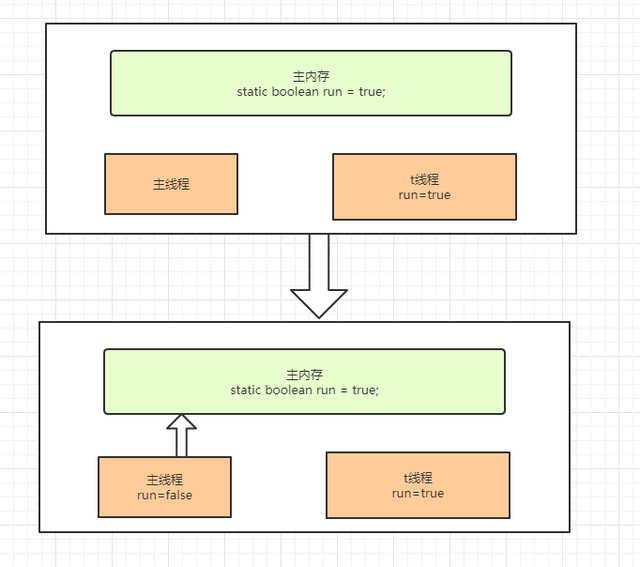 主内存
static boolean run = true;
主线程
t线程
run=true
主内存
static boolean run = true;
主线程
run=false
t线程
run=true